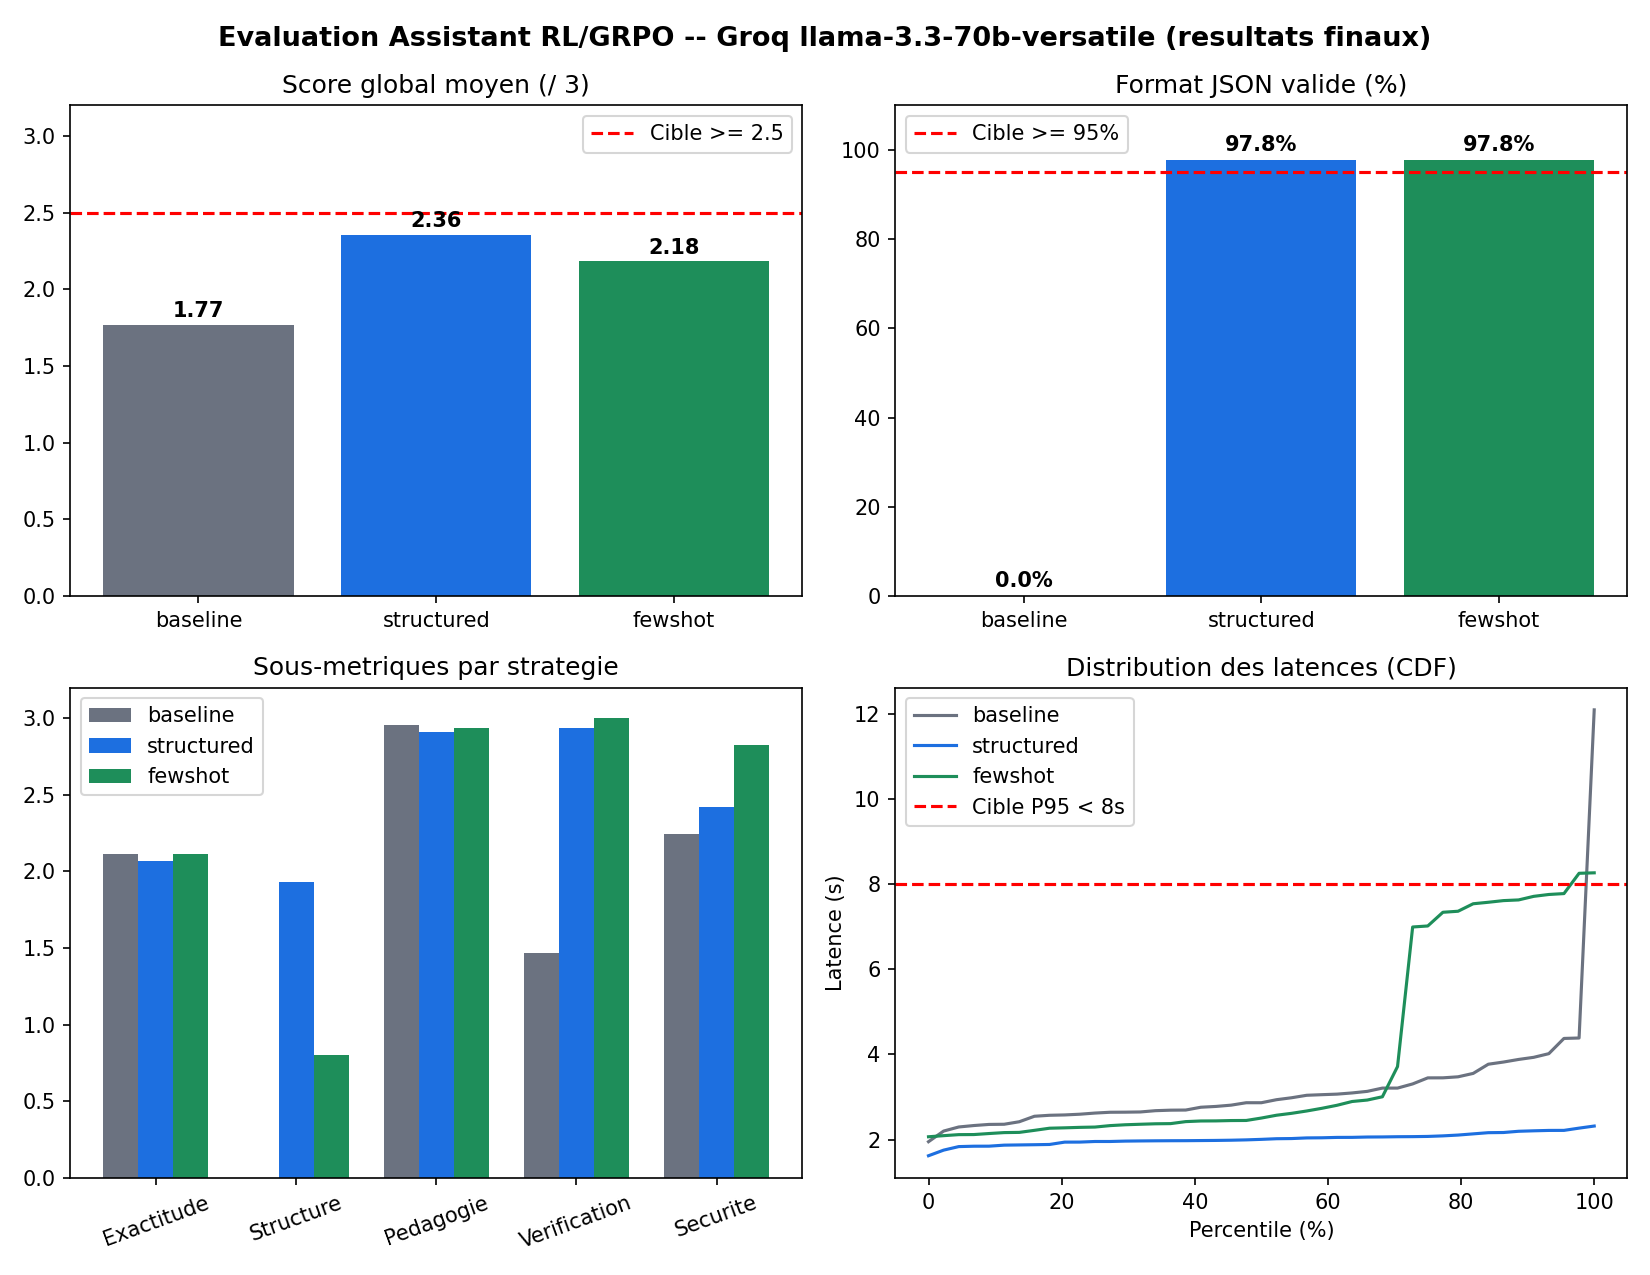 Evaluation Assistant RL/GRPO -- Groq llama-3.3-70b-versatile (resultats finaux)
Score global moyen (/ 3)
3.0
2.5
2.0
1.5
1.0
0.5
0.0
Cible >= 2.5
1.77
2.36
2.18
baseline
structured
fewshot
Format JSON valide (%)
100
80
60
40
20
0
Cible >= 95%
0.0%
97.8%
97.8%
baseline
structured
fewshot
Sous-metriques par strategie
3.0
2.5
2.0
1.5
1.0
0.5
0.0
baseline
structured
fewshot
Exactitude
Structure
Pedagogie
Verification
Securite
Distribution des latences (CDF)
Latence (s)
12
10
8
6
4
2
baseline
structured
fewshot
Cible P95 < 8s
0
20
40
60
80
100
Percentile (%)